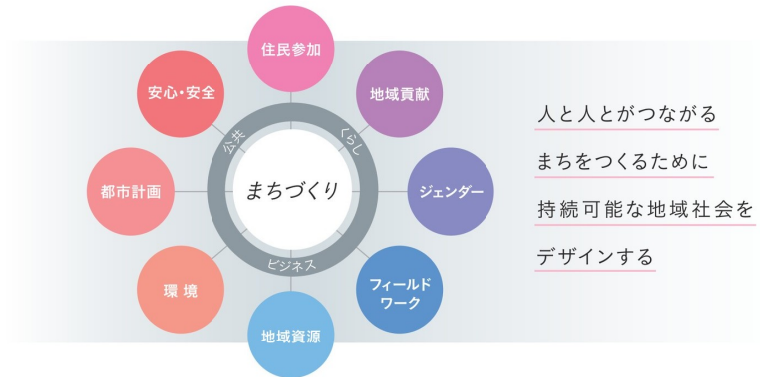 住民参加
安心・安全
地域貢献
公共
くらし
都市計画
まちづくり
ジェンダー
ビジネス
環境
フィールド
ワーク
地域資源
人と人とがつながる
まちをつくるために
持続可能な地域社会を
デザインする